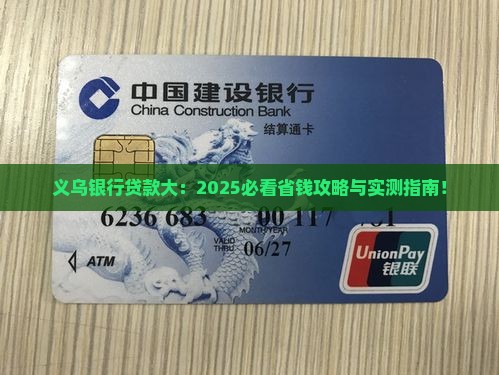 中国建设银行
China Construction Bank
结算通卡
义乌银行贷款大：2025必看省钱攻略与实测指南！
6236 683 00 117
MONTH/YEAR
VALID THRU 06/27
ATM
UnionPay
银联